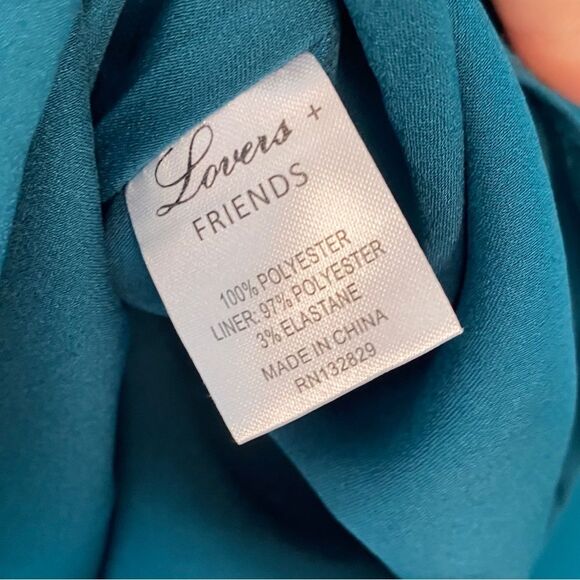 Lovers +
FRIENDS
100% POLYESTER
LINER: 97% POLYESTER
3% ELASTANE
MADE IN CHINA
RN132829